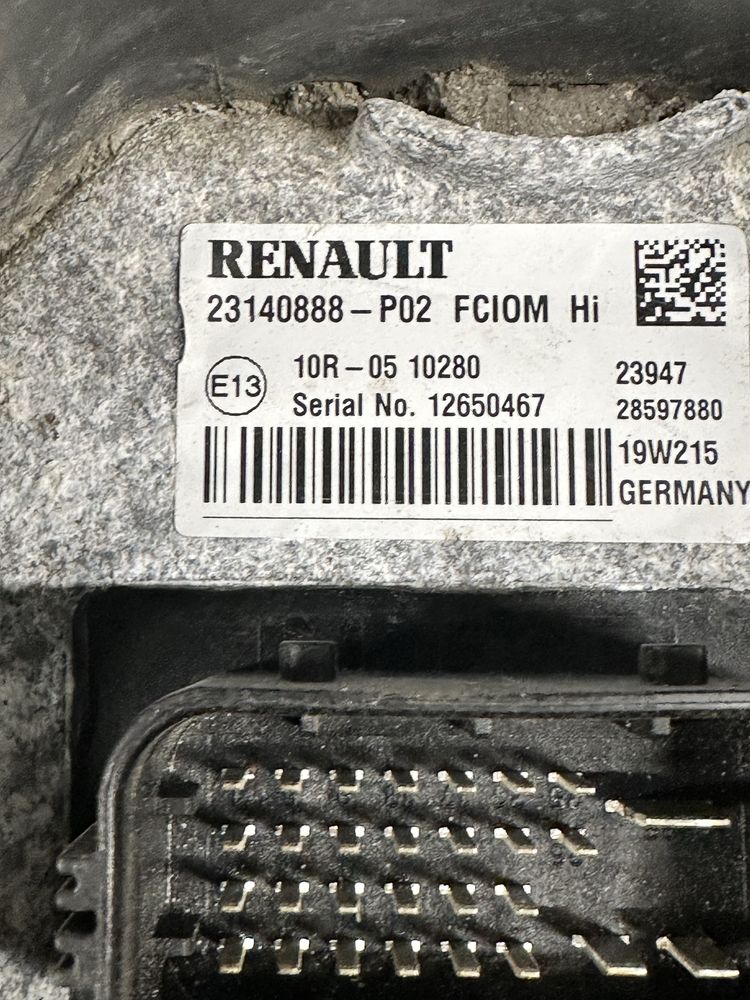 RENAULT
23140888-P02 FCIOM Hi
E13
10R-05 10280
Serial No. 12650467
23947
28597880
19W215
GERMANY